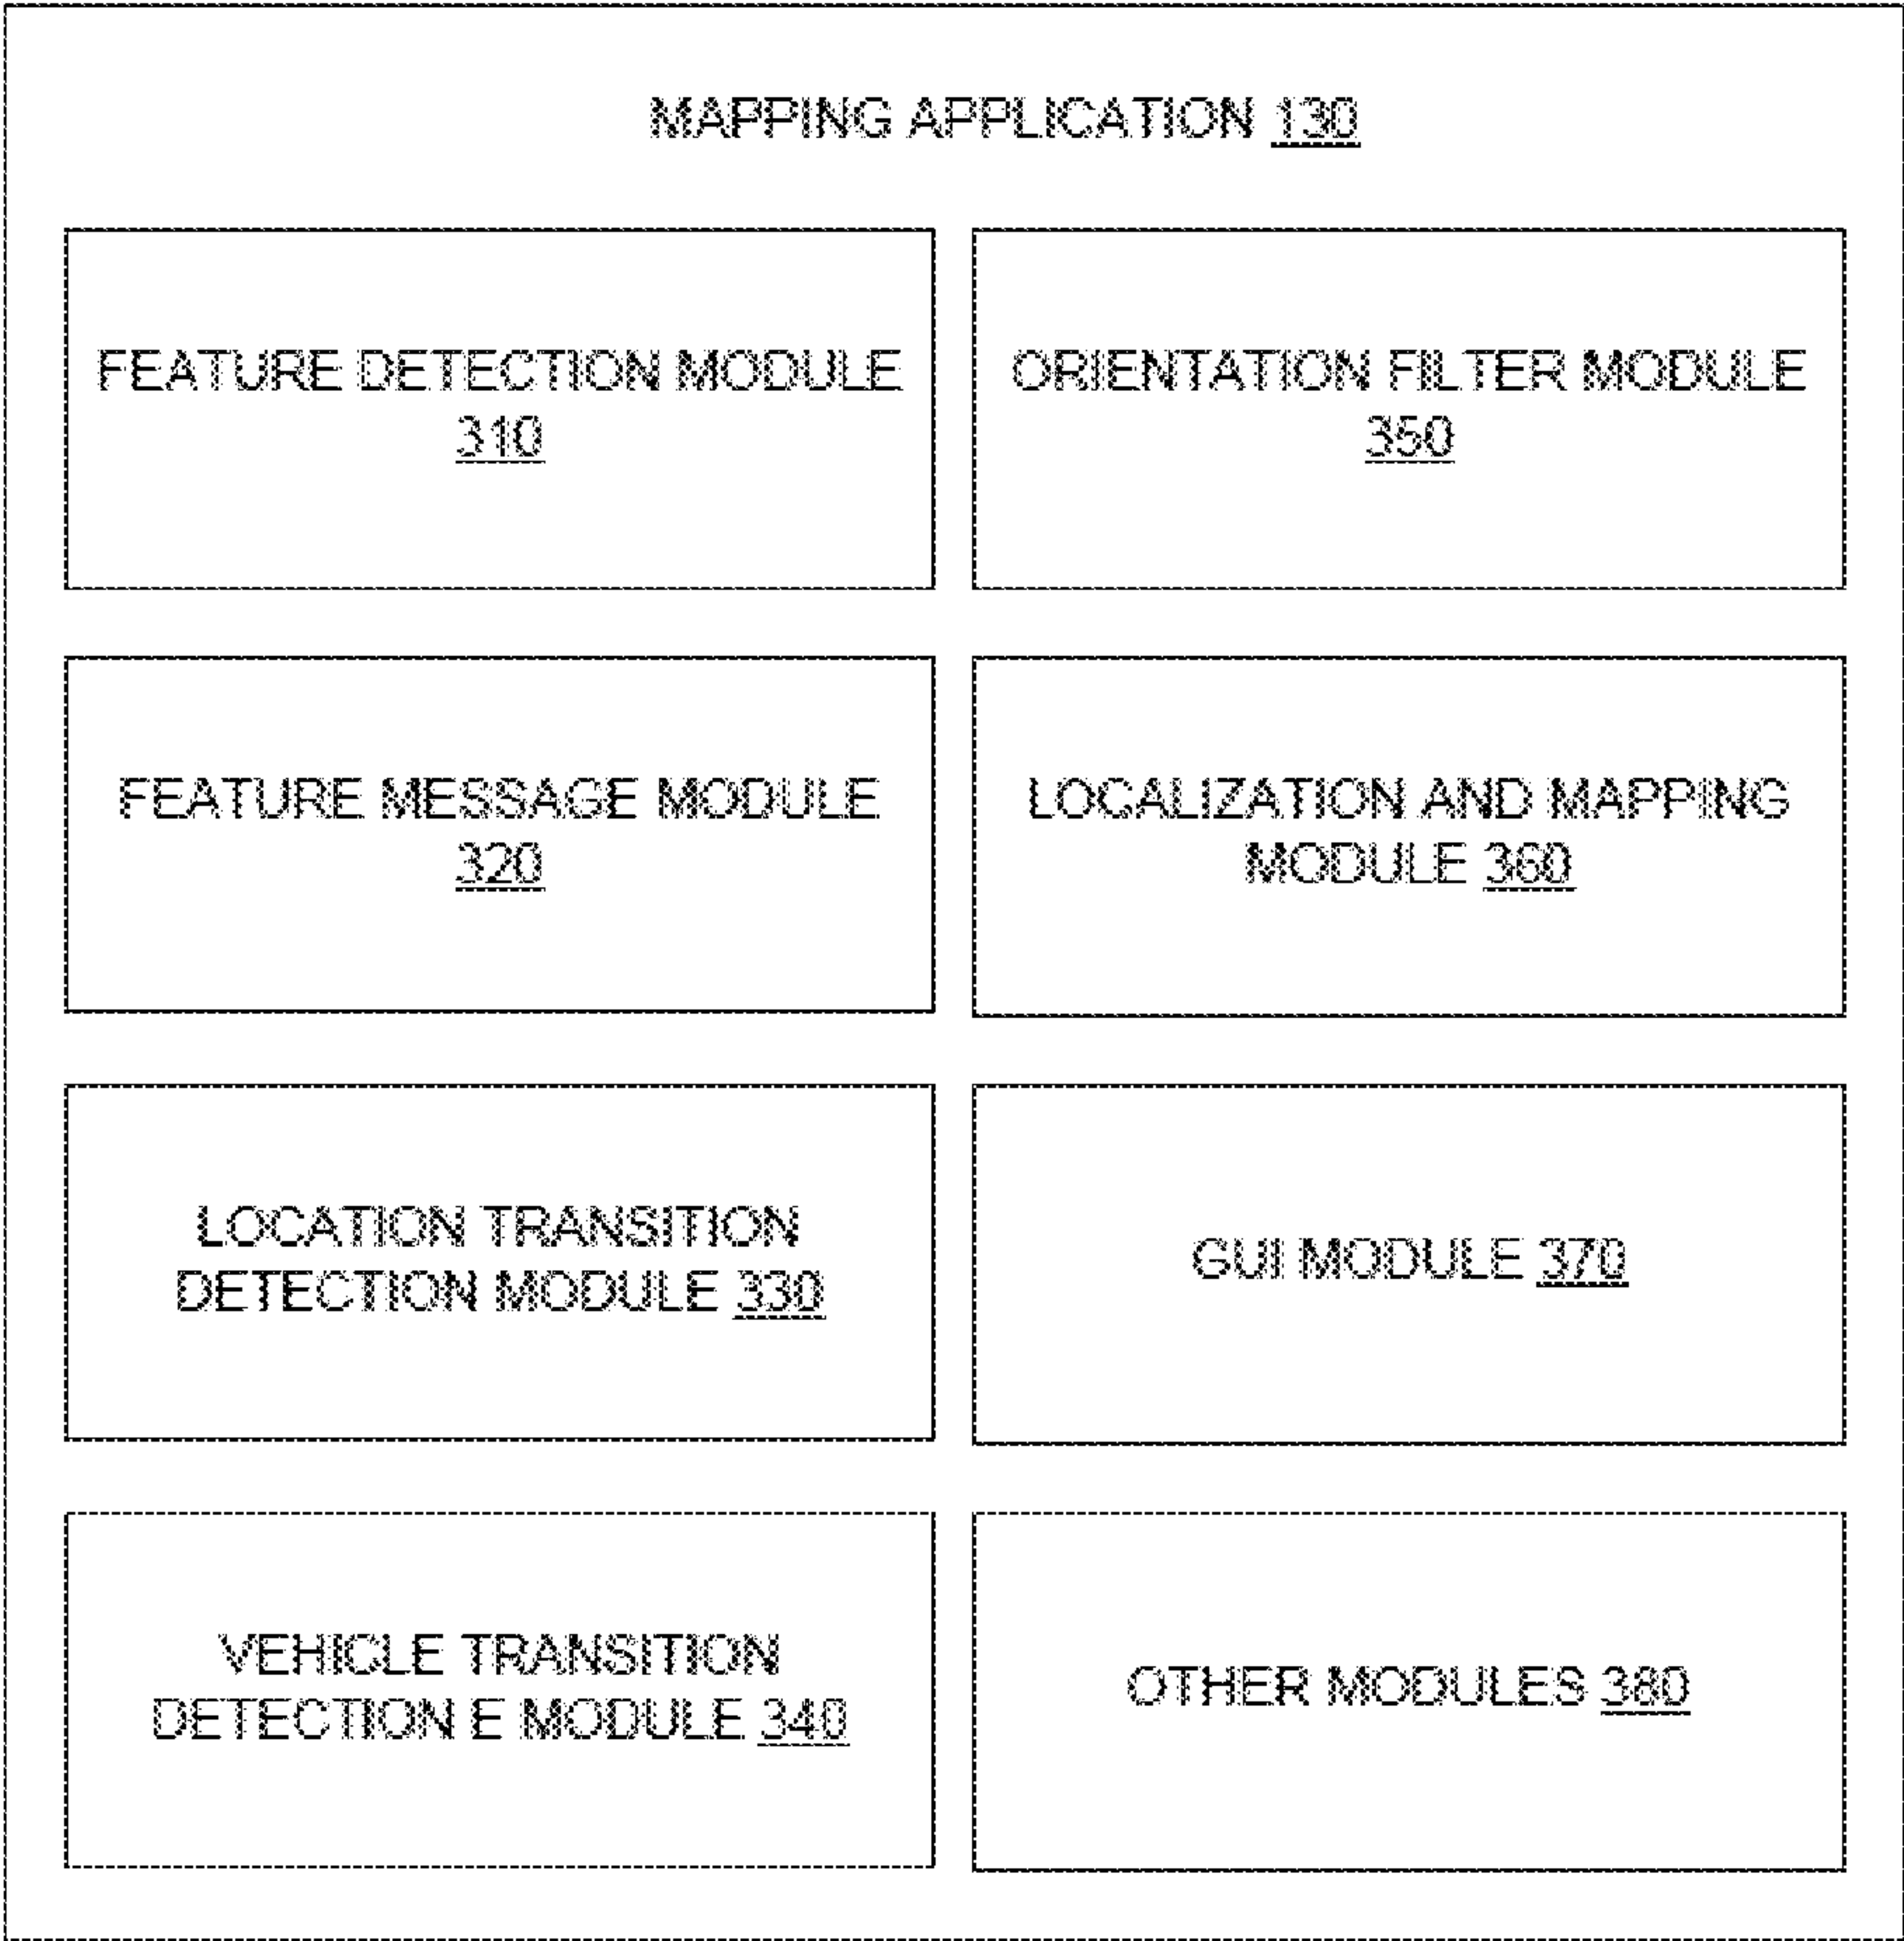 MAPPING APPLICATION 130
FEATURE DETECTION MODULE
310
ORIENTATION FILTER MODULE
350
FEATURE MESSAGE MODULE
320
LOCALIZATION AND MAPPING
MODULE 360
LOCATION TRANSITION
DETECTION MODULE 330
GUI MODULE 370
VEHICLE TRANSITION
DETECTION E MODULE 340
OTHER MODULES 380